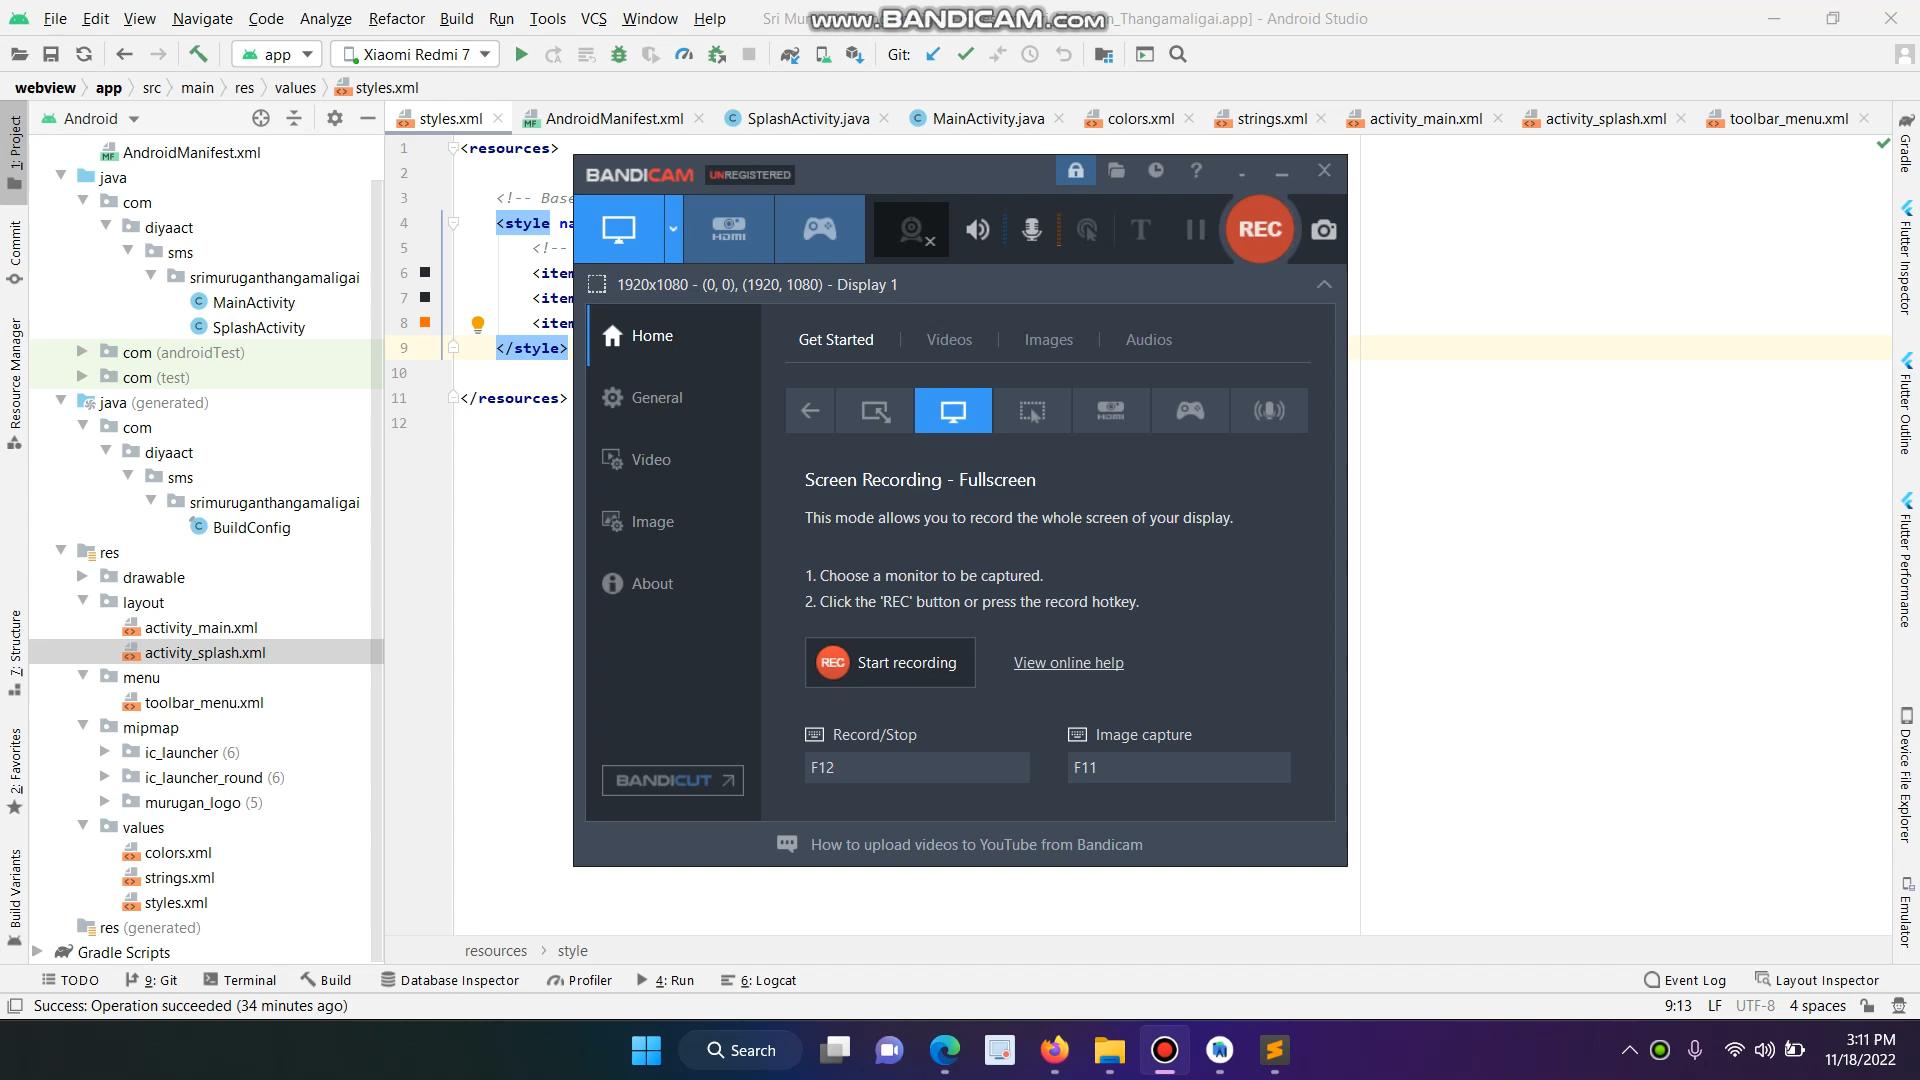 File Edit View Navigate Code Analyze Refactor Build Run Tools VCS Window Help Sri Mu n_Thangamaligai.app] - Android Studio
www.BANDICAM.com
app Xiaomi Redmi 7 Git:
webview app src main res values styles.xml
Android styles.xml AndroidManifest.xml SplashActivity.java MainActivity.java colors.xml strings.xml activity_main.xml activity_splash.xml toolbar_menu.xml
AndroidManifest.xml
java
com
diyaact
sms
srimuruganthangamaligai
MainActivity
SplashActivity
com (androidTest)
com (test)
java (generated)
com
diyaact
sms
srimuruganthangamaligai
BuildConfig
res
drawable
layout
activity_main.xml
activity_splash.xml
menu
toolbar_menu.xml
mipmap
ic_launcher (6)
ic_launcher_round (6)
murugan_logo (5)
values
colors.xml
strings.xml
styles.xml
res (generated)
Gradle Scripts
1: Project
Commit
Resource Manager
7: Structure
2: Favorites
Build Variants
1 <resources>
2
3 <!-- Base
4 <style na
5 <!--
6 <item
7 <item
8 <item
9 </style>
10
11 </resources>
12
BANDICAM UNREGISTERED
HDMI REC
1920x1080 - (0, 0), (1920, 1080) - Display 1
Home
General
Video
Image
About
BANDICUT
Get Started Videos Images Audios
HDMI
Screen Recording - Fullscreen
This mode allows you to record the whole screen of your display.
1. Choose a monitor to be captured.
2. Click the 'REC' button or press the record hotkey.
REC Start recording View online help
Record/Stop Image capture
F12 F11
How to upload videos to YouTube from Bandicam
Gradle
Flutter Inspector
Flutter Outline
Flutter Performance
Device File Explorer
Emulator
resources style
TODO 9: Git Terminal Build Database Inspector Profiler 4: Run 6: Logcat Event Log Layout Inspector
Success: Operation succeeded (34 minutes ago) 9:13 LF UTF-8 4 spaces
Search
3:11 PM
11/18/2022